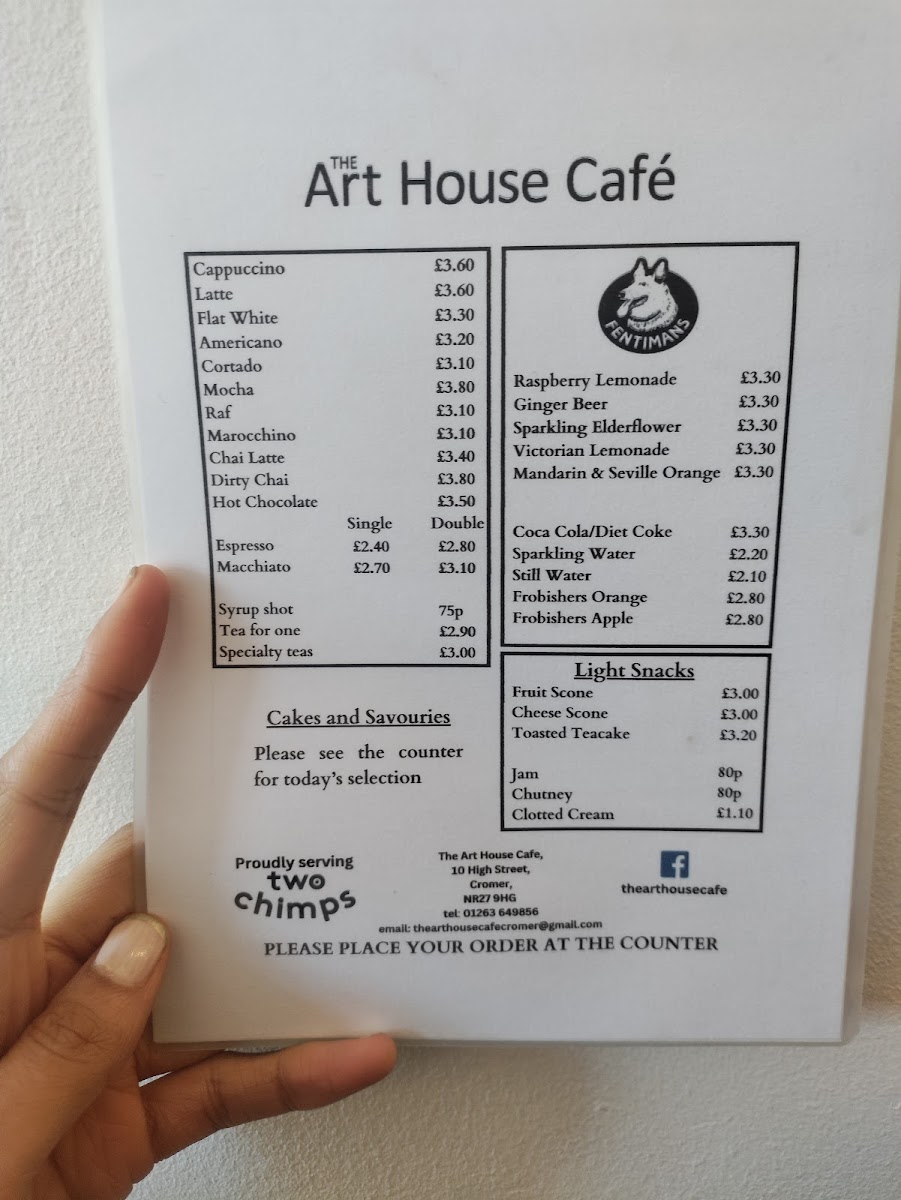 THE
Art House Café
Cappuccino £3.60
Latte £3.60
Flat White £3.30
Americano £3.20
Cortado £3.10
Mocha £3.80
Raf £3.10
Marocchino £3.10
Chai Latte £3.40
Dirty Chai £3.80
Hot Chocolate £3.50
Single Double
Espresso £2.40 £2.80
Macchiato £2.70 £3.10
Syrup shot 75p
Tea for one £2.90
Specialty teas £3.00
FENTIMANS
Raspberry Lemonade £3.30
Ginger Beer £3.30
Sparkling Elderflower £3.30
Victorian Lemonade £3.30
Mandarin & Seville Orange £3.30
Coca Cola/Diet Coke £3.30
Sparkling Water £2.20
Still Water £2.10
Frobishers Orange £2.80
Frobishers Apple £2.80
Light Snacks
Fruit Scone £3.00
Cheese Scone £3.00
Toasted Teacake £3.20
Jam 80p
Chutney 80p
Clotted Cream £1.10
Cakes and Savouries
Please see the counter
for today's selection
Proudly serving
two
chimps
The Art House Cafe,
10 High Street,
Cromer,
NR27 9HG
tel: 01263 649856
email: thearthousecafecromer@gmail.com
f
thearthousecafe
PLEASE PLACE YOUR ORDER AT THE COUNTER